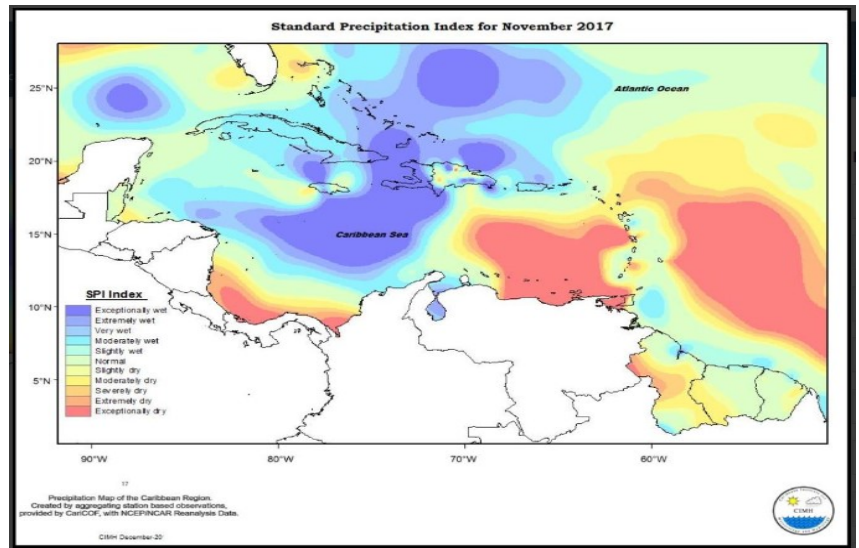 Standard Precipitation Index for November 2017
25°N
Atlantic Ocean
20°N
15°N
Caribbean Sea
SPI Index
10°N
Exceptionally wet
Extremely wet
Very wet
Moderately wet
Slightly wet
Normal
Slightly dry
5°N
Moderately dry
Severely dry
Extremely dry
Exceptionally dry
90°W
80°W
70°W
60°W
17
Precipitation Map of the Caribbean Region.
Created by aggregating station based observations,
provided by CariCOF, with NCEP/NCAR Reanalysis Data.
CIMH
CIMH December-20